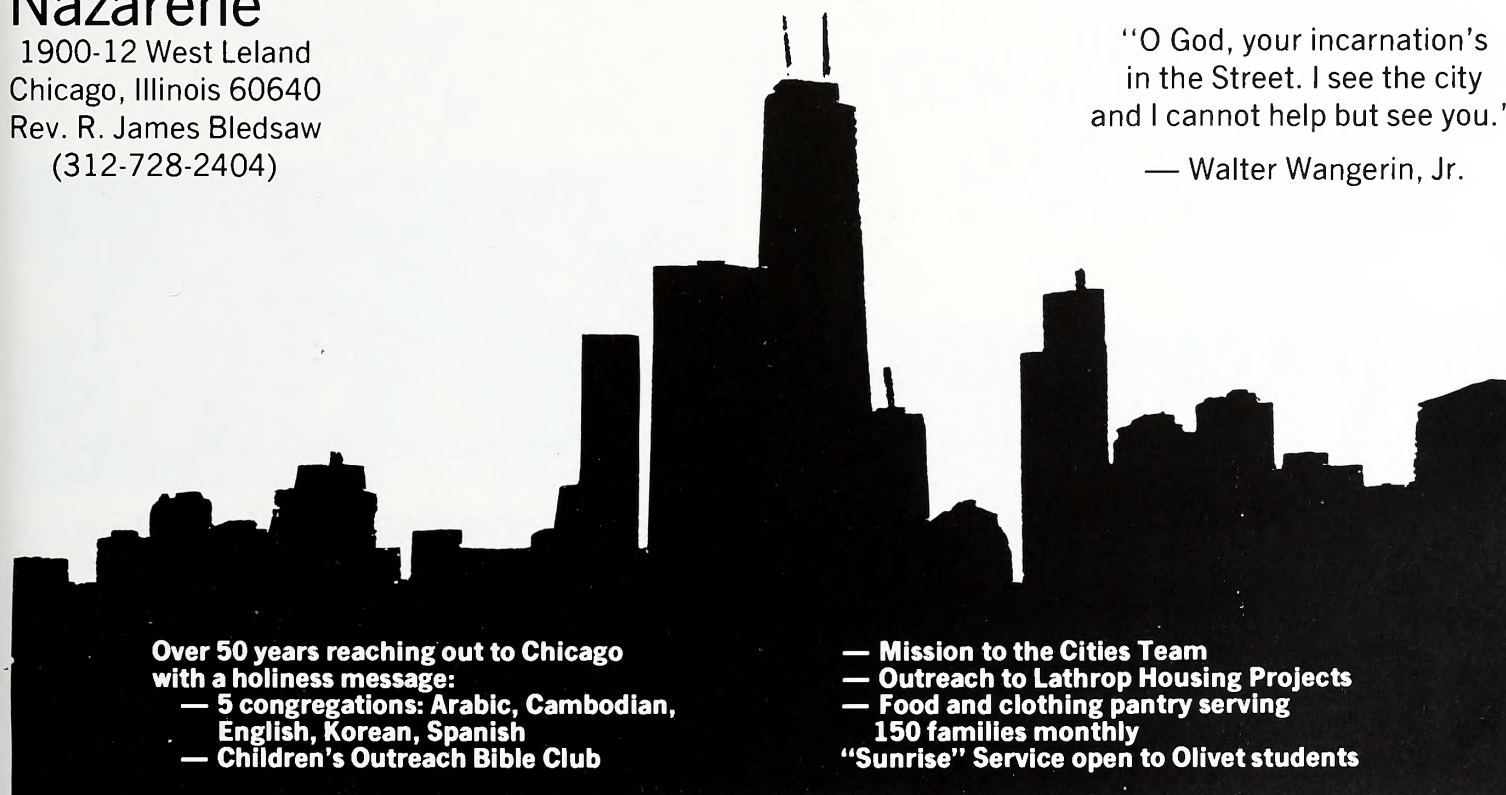 Nazarene
1900-12 West Leland
Chicago, Illinois 60640
Rev. R. James Bledsaw
(312-728-2404)
“O God, your incarnation's
in the Street. I see the city
and I cannot help but see you.'
— Walter Wangerin, Jr.
Over 50 years reaching out to Chicago
with a holiness message:
— 5 congregations: Arabic, Cambodian,
English, Korean, Spanish
— Children's Outreach Bible Club
— Mission to the Cities Team
— Outreach to Lathrop Housing Projects
— Food and clothing pantry serving
150 families monthly
“Sunrise” Service open to Olivet students